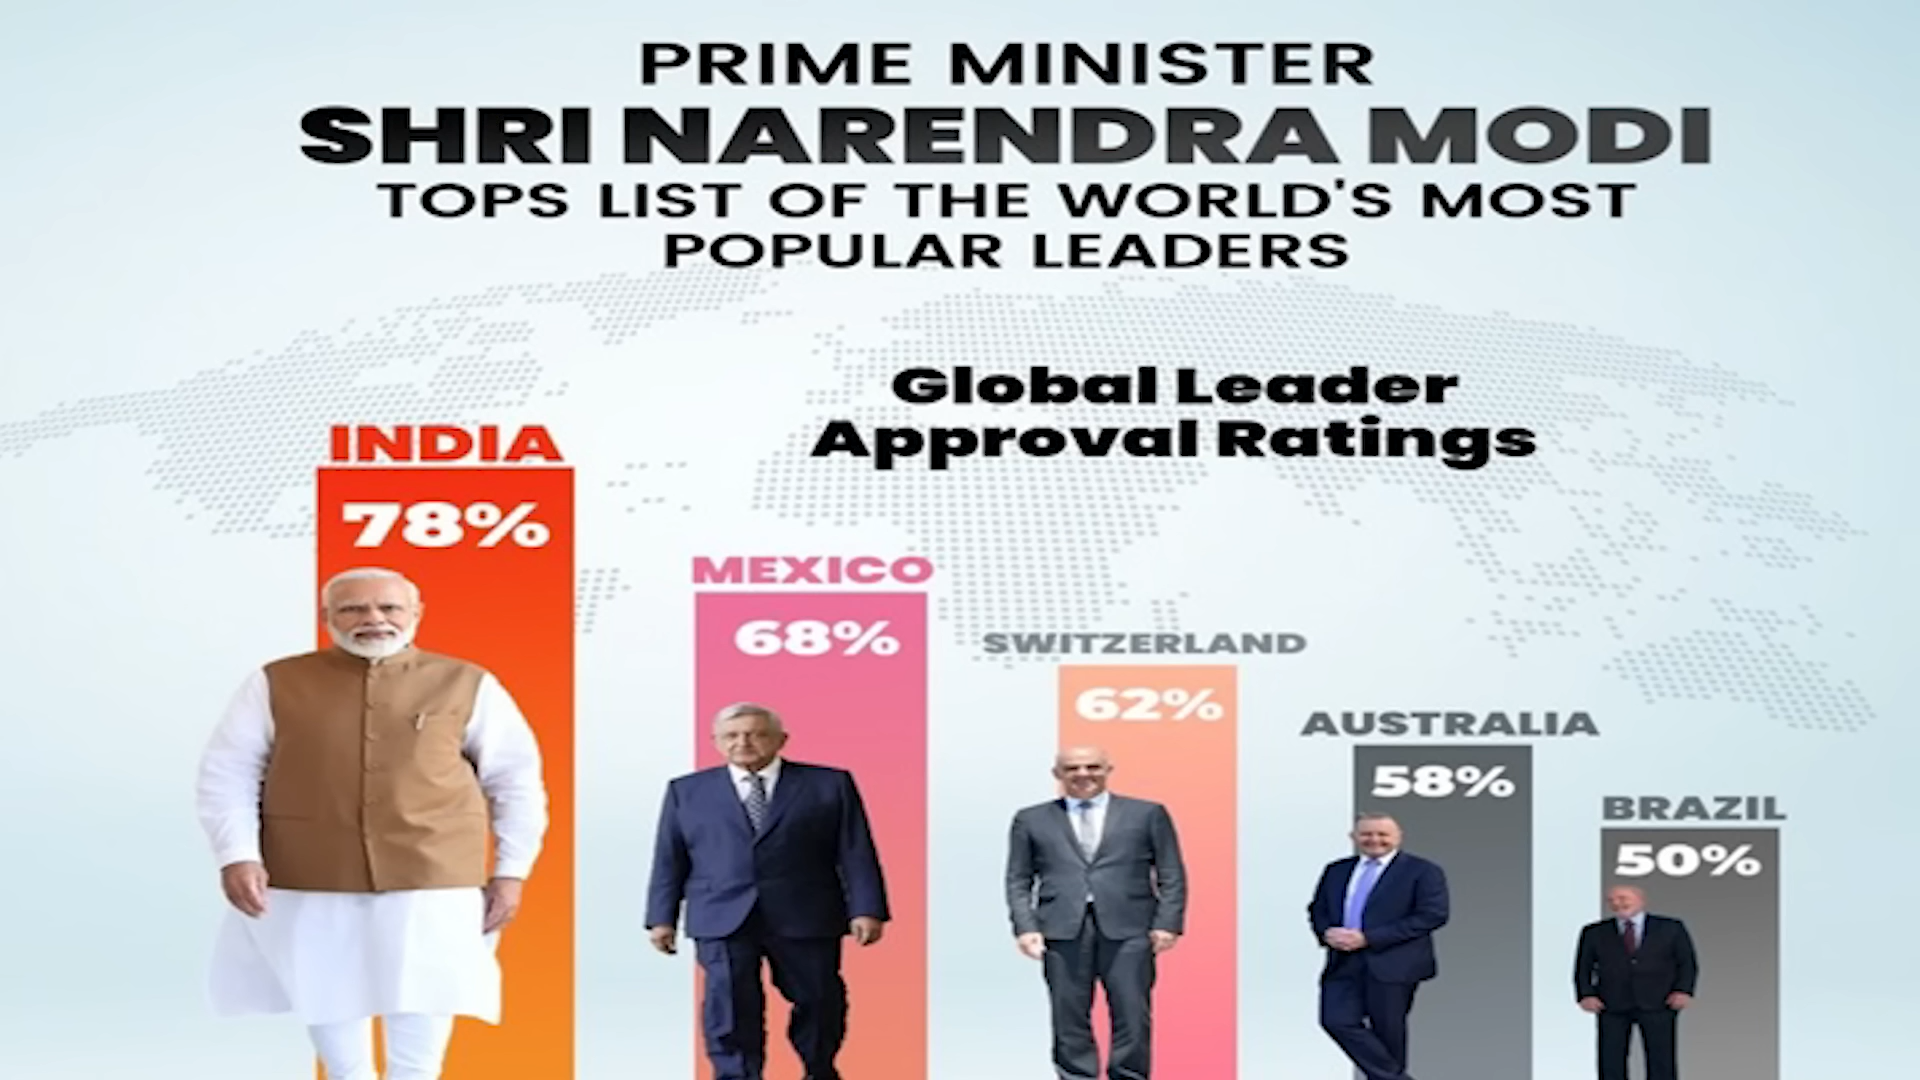 PRIME MINISTER
SHRI NARENDRA MODI
TOPS LIST OF THE WORLD'S MOST
POPULAR LEADERS
Global Leader
Approval Ratings
INDIA
78%
MEXICO
68%
SWITZERLAND
62%
AUSTRALIA
58%
BRAZIL
50%